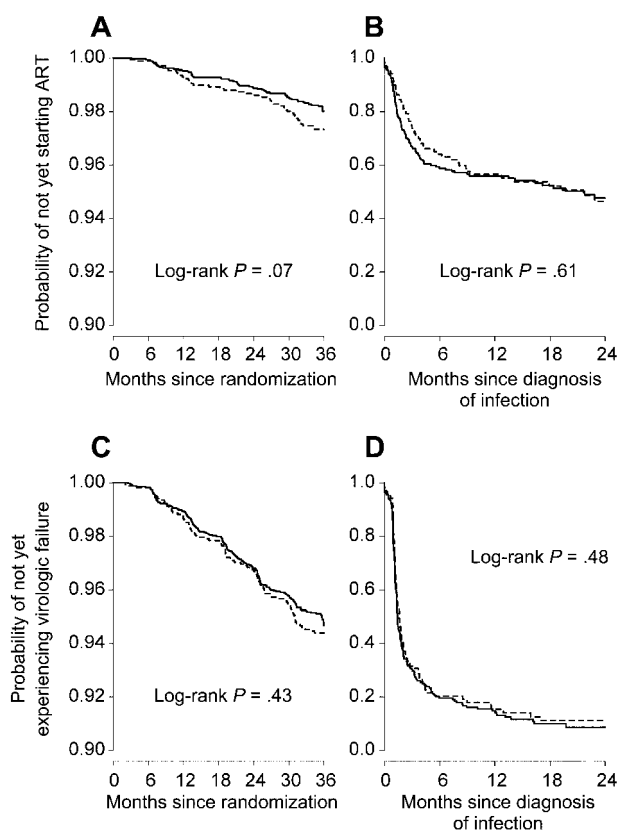 A
Probability of not yet starting ART
1.00
0.98
0.96
0.94
0.92
0.90
Log-rank P = .07
0 6 12 18 24 30 36
Months since randomization
B
1.0
0.8
0.6
0.4
0.2
0.0
Log-rank P = .61
0 6 12 18 24
Months since diagnosis
of infection
C
Probability of not yet
experiencing virologic failure
1.00
0.98
0.96
0.94
0.92
0.90
Log-rank P = .43
0 6 12 18 24 30 36
Months since randomization
D
1.0
0.8
0.6
0.4
0.2
0.0
Log-rank P = .48
0 6 12 18 24
Months since diagnosis
of infection